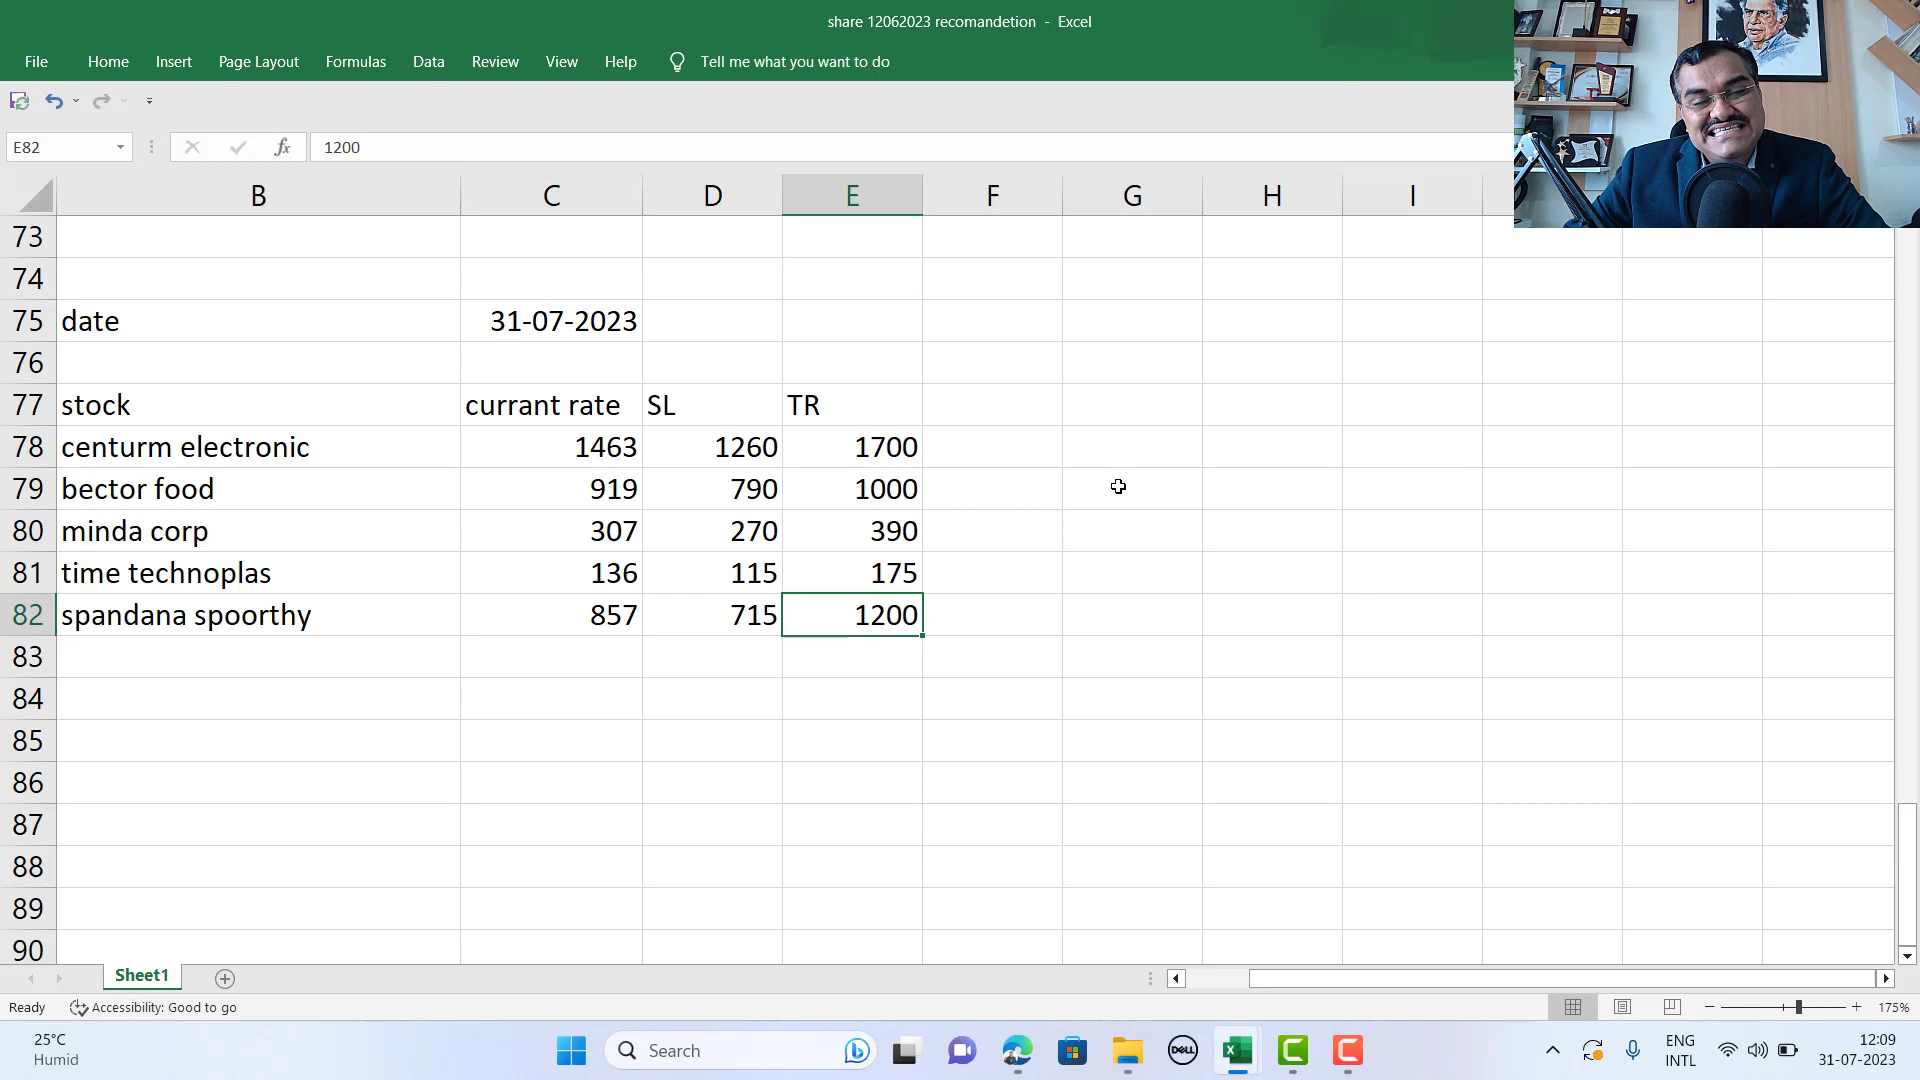 share 12062023 recomandetion - Excel
File Home Insert Page Layout Formulas Data Review View Help Tell me what you want to do
E82 fx 1200
B C D E F G H I
73
74
75 date 31-07-2023
76
77 stock currant rate SL TR
78 centurm electronic 1463 1260 1700
79 bector food 919 790 1000
80 minda corp 307 270 390
81 time technoplas 136 115 175
82 spandana spoorthy 857 715 1200
83
84
85
86
87
88
89
90
Sheet1
Ready Accessibility: Good to go 175%
25°C
Humid
Search
DELL
ENG
INTL
12:09
31-07-2023